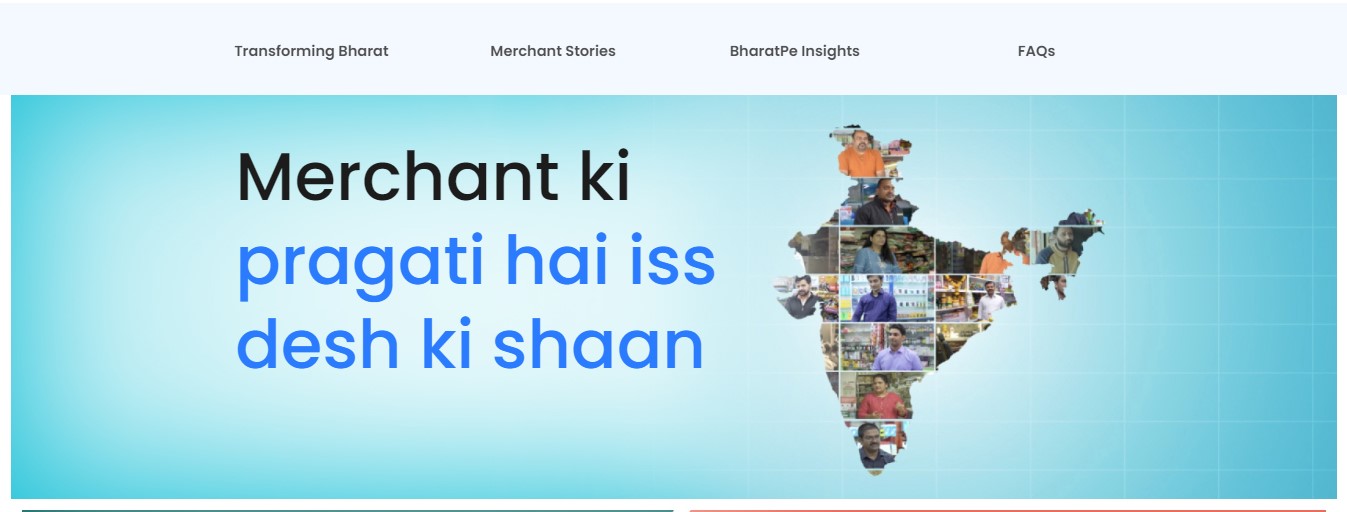 Transforming Bharat
Merchant Stories
BharatPe Insights
FAQs
Merchant ki
pragati hai iss
desh ki shaan